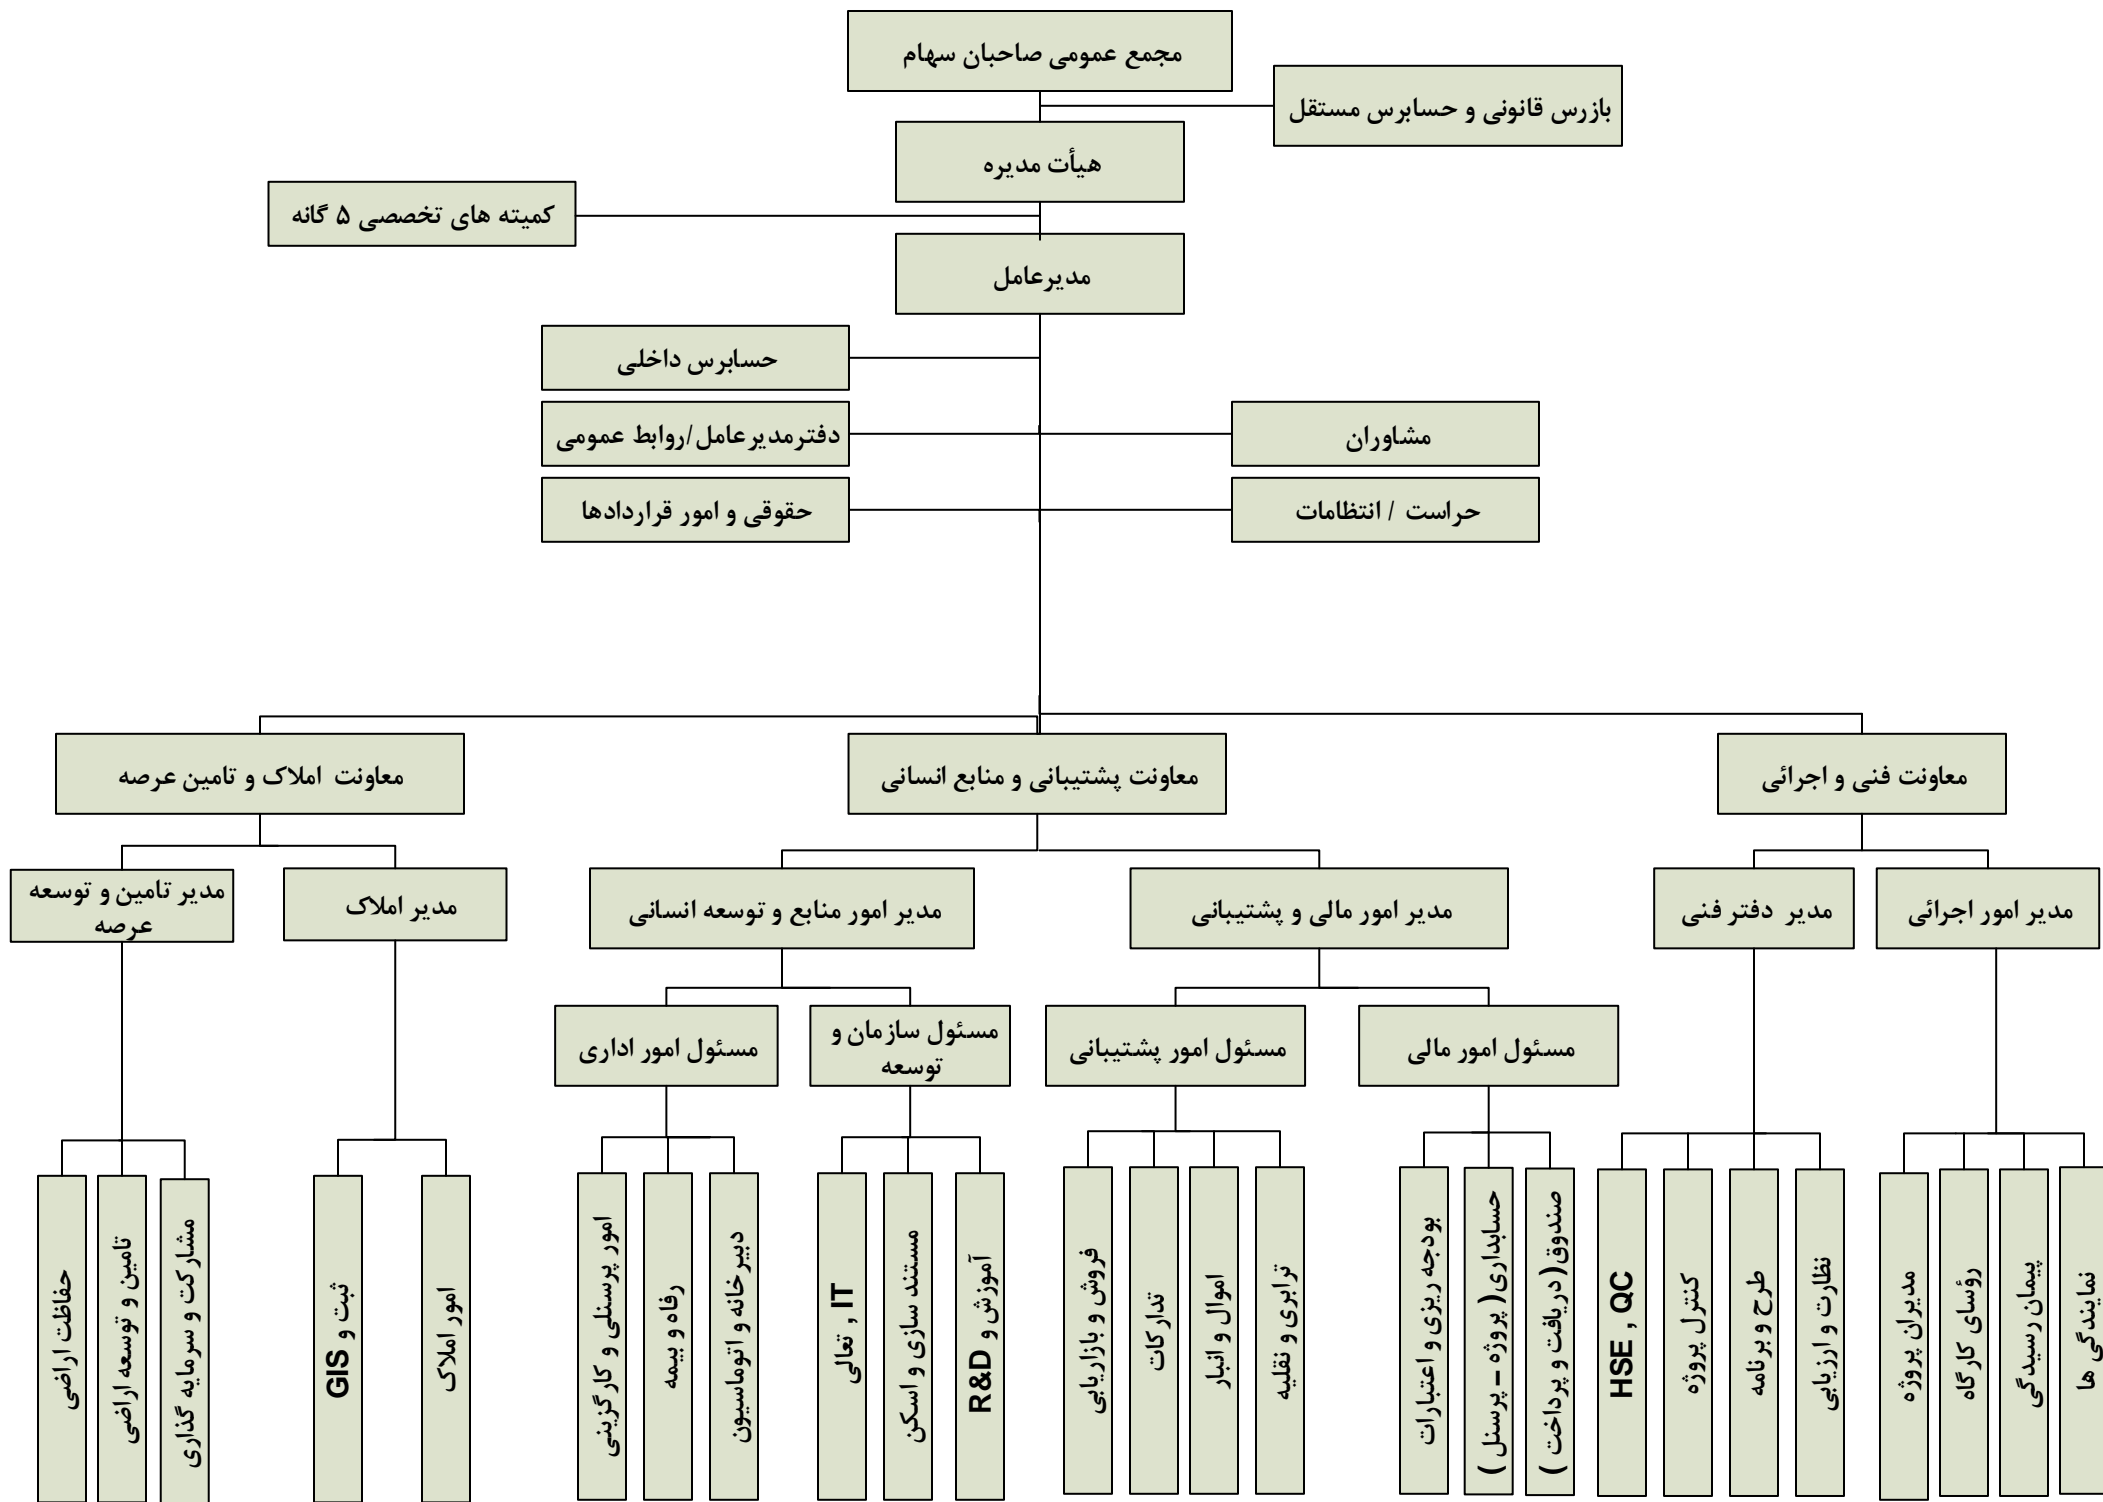 مجمع عمومی صاحبان سهام
بازرس قانونی و حسابرس مستقل
هیأت مدیره
کمیته های تخصصی ۵ گانه
مدیرعامل
حسابرس داخلی
مشاوران
دفترمدیرعامل/روابط عمومی
حراست / انتظامات
حقوقی و امور قراردادها
معاونت فنی و اجرائی
معاونت پشتیبانی و منابع انسانی
معاونت املاک و تامین عرصه
مدیر امور اجرائی
مدیر دفتر فنی
مدیر امور مالی و پشتیبانی
مدیر امور منابع و توسعه انسانی
مدیر املاک
مدیر تامین و توسعه
عرصه
مسئول امور مالی
مسئول امور پشتیبانی
مسئول سازمان و
توسعه
مسئول امور اداری
نمایندگی ها
پیمان رسیدگی
رؤسای کارگاه
مدیران پروژه
نظارت و ارزیابی
طرح و برنامه
کنترل پروژه
HSE , QC
صندوق( دریافت و پرداخت )
حسابداری( پروژه – پرسنل )
بودجه ریزی و اعتبارات
ترابری و نقلیه
اموال و انبار
تدارکات
فروش و بازاریابی
آموزش و R&D
مستند سازی و اسکن
IT , تعالی
دبیرخانه و اتوماسیون
رفاه و بیمه
امور پرسنلی و کارگزینی
امور املاک
ثبت و GIS
مشارکت و سرمایه گذاری
تامین و توسعه اراضی
حفاظت اراضی